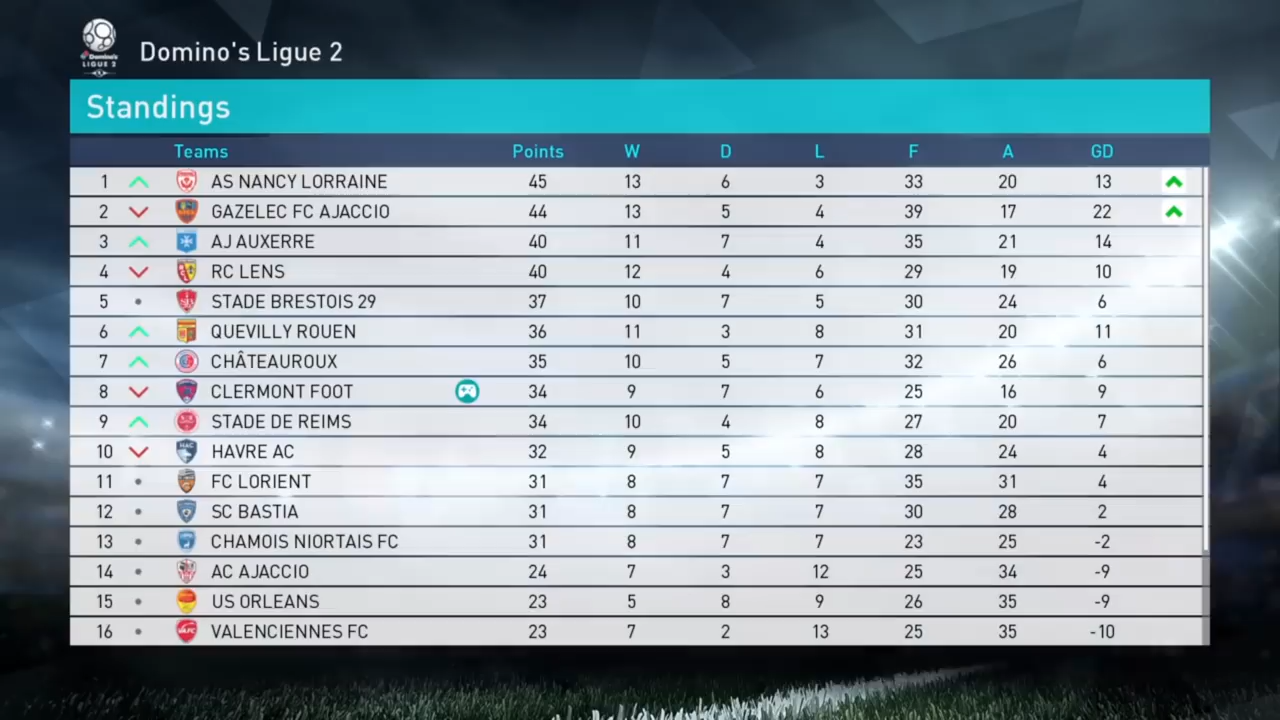 Domino's LIGUE 2 Domino's Ligue 2
Standings
Teams Points W D L F A GD
1 AS NANCY LORRAINE 45 13 6 3 33 20 13
2 GAZELEC FC AJACCIO 44 13 5 4 39 17 22
3 AJ AUXERRE 40 11 7 4 35 21 14
4 RC LENS 40 12 4 6 29 19 10
5 STADE BRESTOIS 29 37 10 7 5 30 24 6
6 QUEVILLY ROUEN 36 11 3 8 31 20 11
7 CHÂTEAUROUX 35 10 5 7 32 26 6
8 CLERMONT FOOT 34 9 7 6 25 16 9
9 STADE DE REIMS 34 10 4 8 27 20 7
10 HAVRE AC 32 9 5 8 28 24 4
11 FC LORIENT 31 8 7 7 35 31 4
12 SC BASTIA 31 8 7 7 30 28 2
13 CHAMOIS NIORTAIS FC 31 8 7 7 23 25 -2
14 AC AJACCIO 24 7 3 12 25 34 -9
15 US ORLEANS 23 5 8 9 26 35 -9
16 VALENCIENNES FC 23 7 2 13 25 35 -10